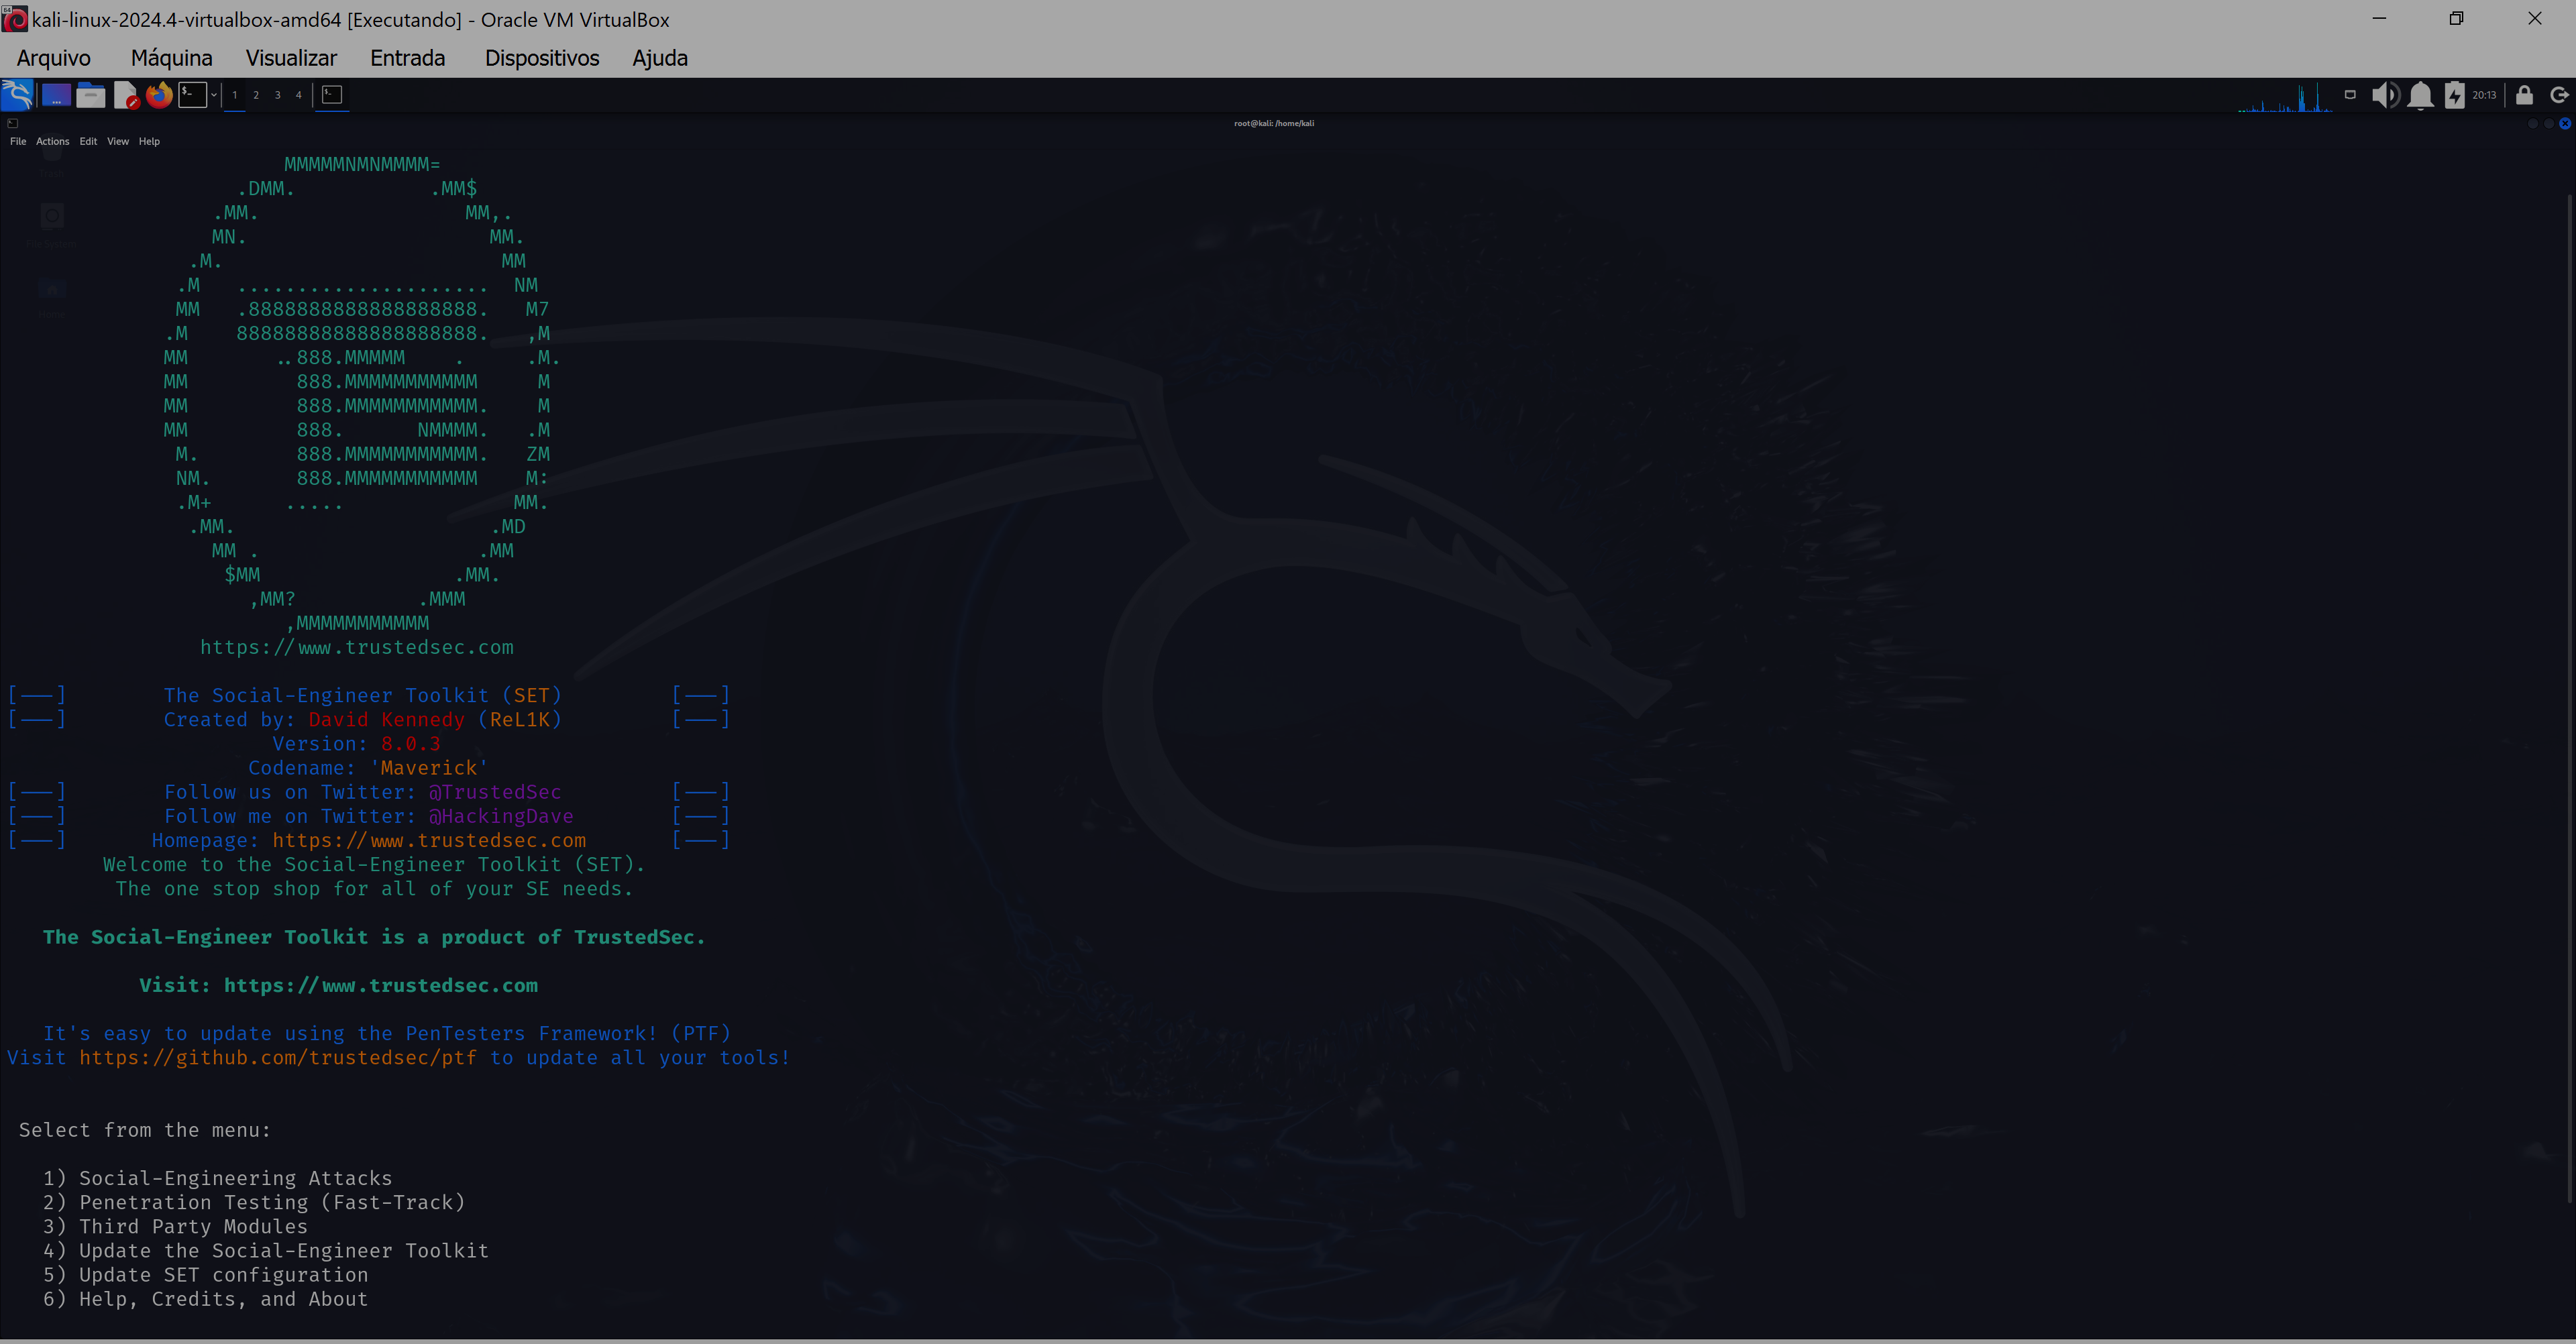 kali-linux-2024.4-virtualbox-amd64 [Executando] - Oracle VM VirtualBox
Arquivo Máquina Visualizar Entrada Dispositivos Ajuda
1 2 3 4 20:13
root@kali: /home/kali
File Actions Edit View Help
MMMMMNMNMMMM=
.DMM. .MM$
.MM. MM,.
MN. MM.
.M. MM
.M ..................... NM
MM .8888888888888888888. M7
.M 88888888888888888888. ,M
MM ..888.MMMMM . .M.
MM 888.MMMMMMMMMMM M
MM 888.MMMMMMMMMMM. M
MM 888. NMMMM. .M
M. 888.MMMMMMMMMMM. ZM
NM. 888.MMMMMMMMMMM M:
.M+ ..... MM.
.MM. .MD
MM . .MM
$MM .MM.
,MM? .MMM
,MMMMMMMMMMM
https://www.trustedsec.com
[---] The Social-Engineer Toolkit (SET) [---]
[---] Created by: David Kennedy (ReL1K) [---]
Version: 8.0.3
Codename: 'Maverick'
[---] Follow us on Twitter: @TrustedSec [---]
[---] Follow me on Twitter: @HackingDave [---]
[---] Homepage: https://www.trustedsec.com [---]
Welcome to the Social-Engineer Toolkit (SET).
The one stop shop for all of your SE needs.
The Social-Engineer Toolkit is a product of TrustedSec.
Visit: https://www.trustedsec.com
It's easy to update using the PenTesters Framework! (PTF)
Visit https://github.com/trustedsec/ptf to update all your tools!
Select from the menu:
1) Social-Engineering Attacks
2) Penetration Testing (Fast-Track)
3) Third Party Modules
4) Update the Social-Engineer Toolkit
5) Update SET configuration
6) Help, Credits, and About